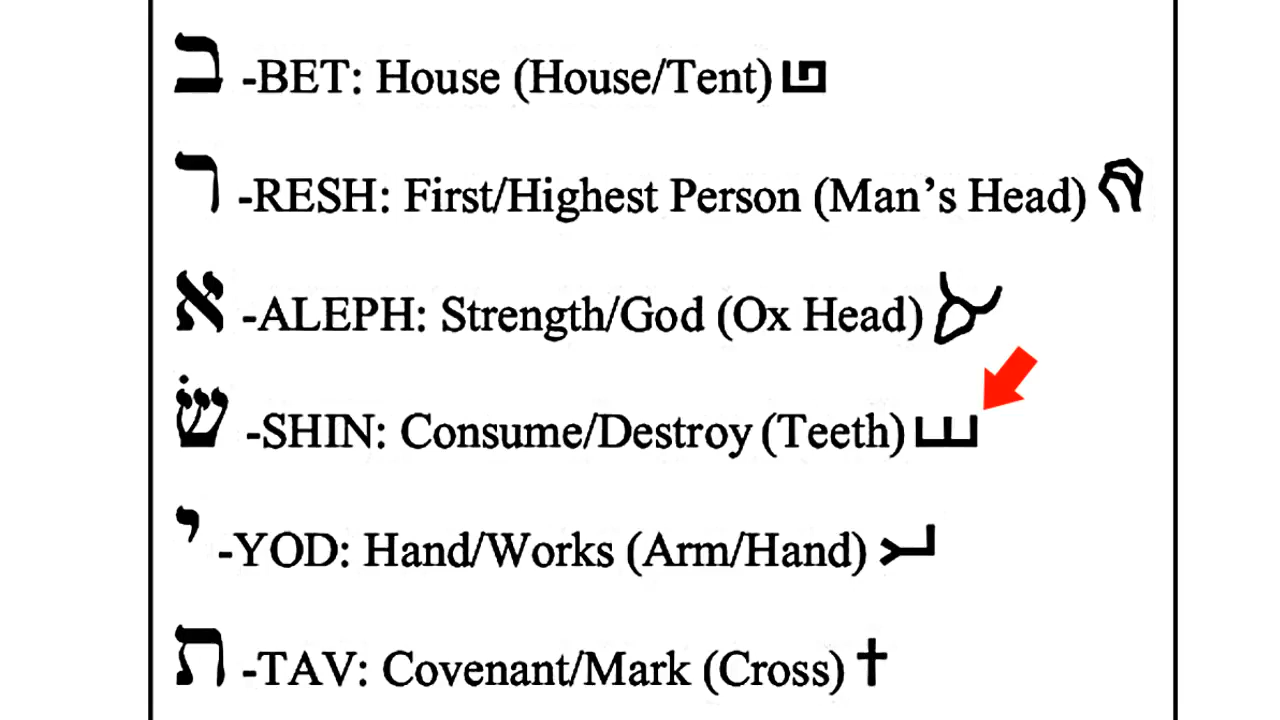 ב -BET: House (House/Tent)
ר -RESH: First/Highest Person (Man’s Head)
א -ALEPH: Strength/God (Ox Head)
שׁ -SHIN: Consume/Destroy (Teeth)
י -YOD: Hand/Works (Arm/Hand)
ת -TAV: Covenant/Mark (Cross)